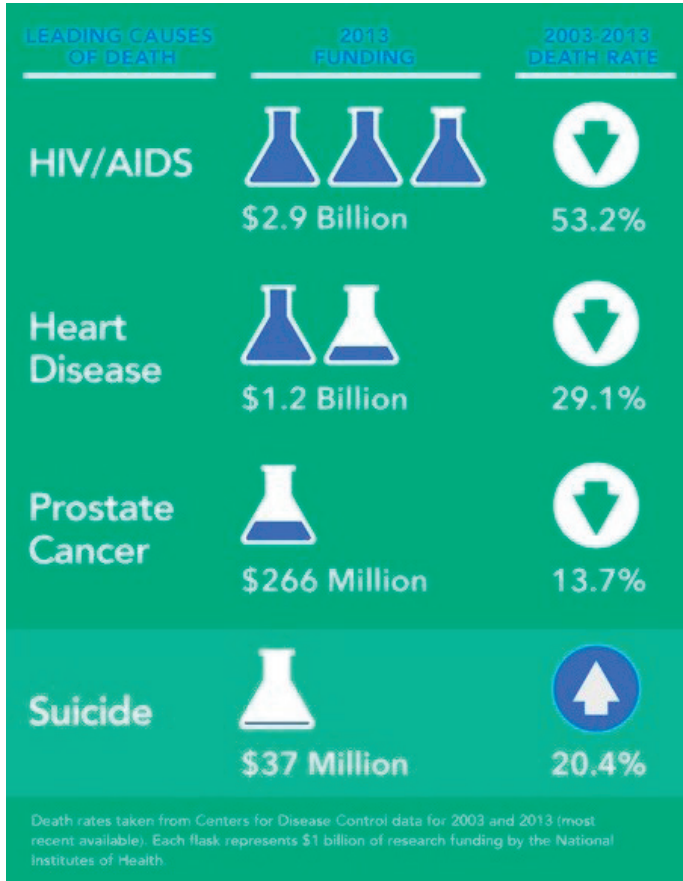 LEADING CAUSES
OF DEATH
2013
FUNDING
2003-2013
DEATH RATE
HIV/AIDS
$2.9 Billion
53.2%
Heart
Disease
$1.2 Billion
29.1%
Prostate
Cancer
$266 Million
13.7%
Suicide
$37 Million
20.4%
Death rates taken from Centers for Disease Control data for 2003 and 2013 (most
recent available). Each flask represents $1 billion of research funding by the National
Institutes of Health.